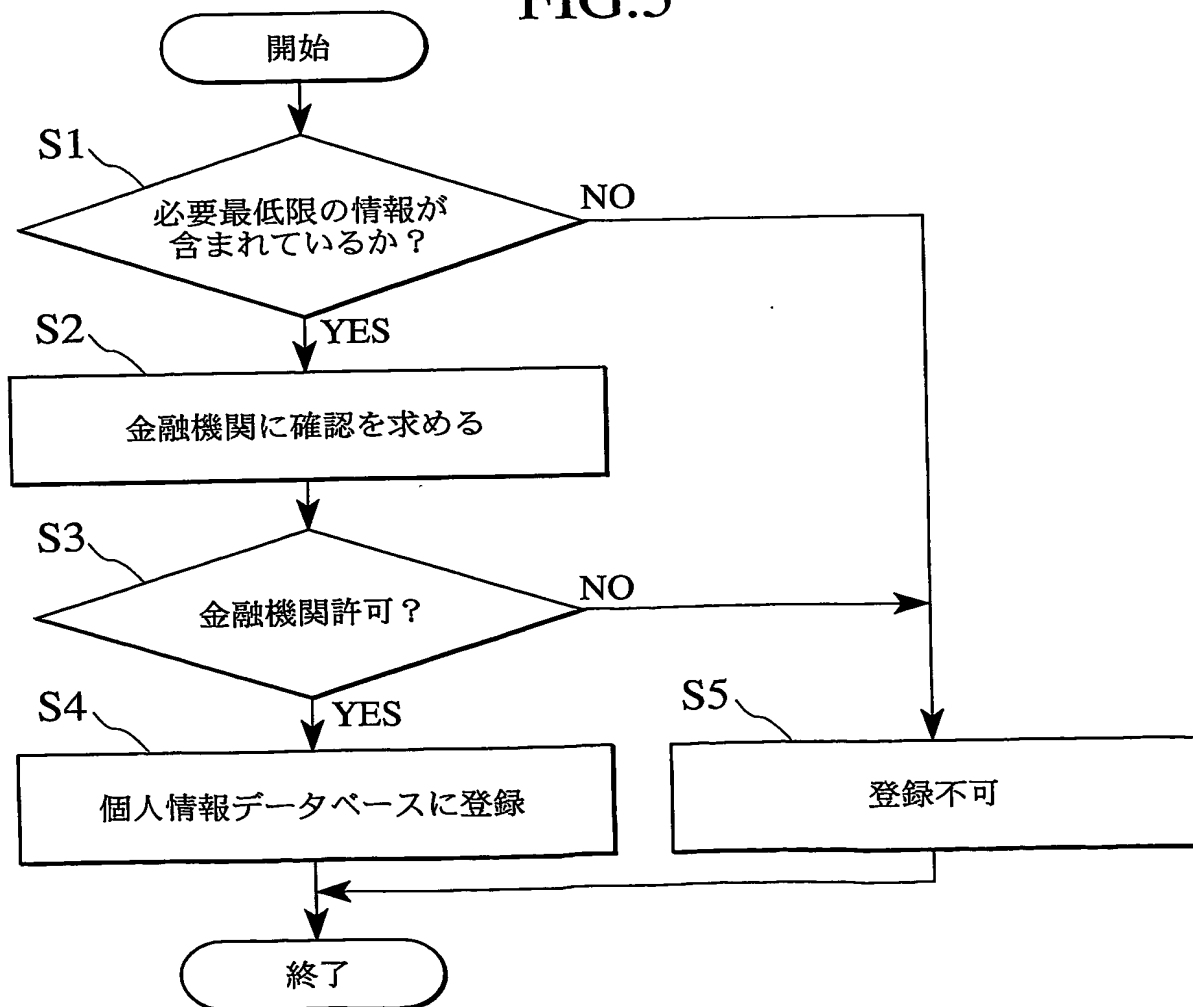 FIG.5
開始
S1
必要最低限の情報が
含まれているか?
NO
YES
S2
金融機関に確認を求める
S3
金融機関許可?
NO
YES
S4
個人情報データベースに登録
S5
登録不可
終了